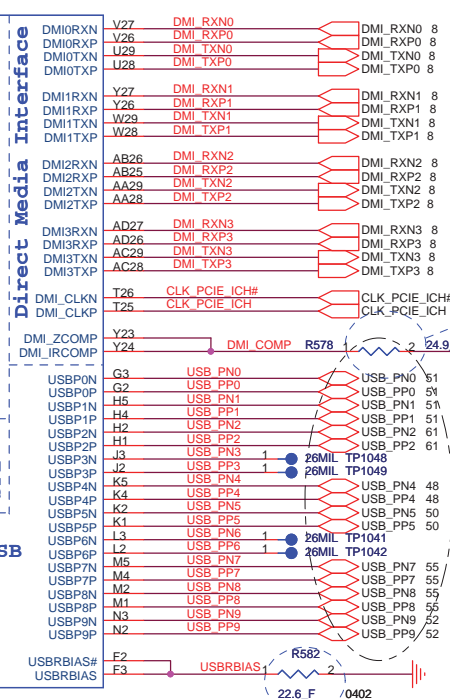 Direct Media Interface
DMI0RXN V27 DMI_RXN0 DMI_RXN0 8
DMI0RXP V26 DMI_RXP0 DMI_RXP0 8
DMI0TXN U29 DMI_TXN0 DMI_TXN0 8
DMI0TXP U28 DMI_TXP0 DMI_TXP0 8
DMI1RXN Y27 DMI_RXN1 DMI_RXN1 8
DMI1RXP Y26 DMI_RXP1 DMI_RXP1 8
DMI1TXN W29 DMI_TXN1 DMI_TXN1 8
DMI1TXP W28 DMI_TXP1 DMI_TXP1 8
DMI2RXN AB26 DMI_RXN2 DMI_RXN2 8
DMI2RXP AB25 DMI_RXP2 DMI_RXP2 8
DMI2TXN AA29 DMI_TXN2 DMI_TXN2 8
DMI2TXP AA28 DMI_TXP2 DMI_TXP2 8
DMI3RXN AD27 DMI_RXN3 DMI_RXN3 8
DMI3RXP AD26 DMI_RXP3 DMI_RXP3 8
DMI3TXN AC29 DMI_TXN3 DMI_TXN3 8
DMI3TXP AC28 DMI_TXP3 DMI_TXP3 8
DMI_CLKN T26 CLK_PCIE_ICH# CLK_PCIE_ICH#
DMI_CLKP T25 CLK_PCIE_ICH CLK_PCIE_ICH
DMI_ZCOMP Y23
DMI_IRCOMP Y24 DMI_COMP R578 1 2 24.9
USBP0N G3 USB_PN0 USB_PN0 51
USBP0P G2 USB_PP0 USB_PP0 51
USBP1N H5 USB_PN1 USB_PN1 51
USBP1P H4 USB_PP1 USB_PP1 51
USBP2N H2 USB_PN2 USB_PN2 61
USBP2P H1 USB_PP2 USB_PP2 61
USBP3N J3 USB_PN3 1 26MIL TP1048
USBP3P J2 USB_PP3 1 26MIL TP1049
USBP4N K5 USB_PN4 USB_PN4 48
USBP4P K4 USB_PP4 USB_PP4 48
USBP5N K2 USB_PN5 USB_PN5 50
USBP5P K1 USB_PP5 USB_PP5 50
USBP6N L3 USB_PN6 1 26MIL TP1041
USBP6P L2 USB_PP6 1 26MIL TP1042
SB
USBP7N M5 USB_PN7 USB_PN7 55
USBP7P M4 USB_PP7 USB_PP7 55
USBP8N M2 USB_PN8 USB_PN8 55
USBP8P M1 USB_PP8 USB_PP8 55
USBP9N N3 USB_PN9 USB_PN9 52
USBP9P N2 USB_PP9 USB_PP9 52
R582
USBRBIAS# F2
USBRBIAS F3 USBRBIAS 1 2
22.6_F 0402